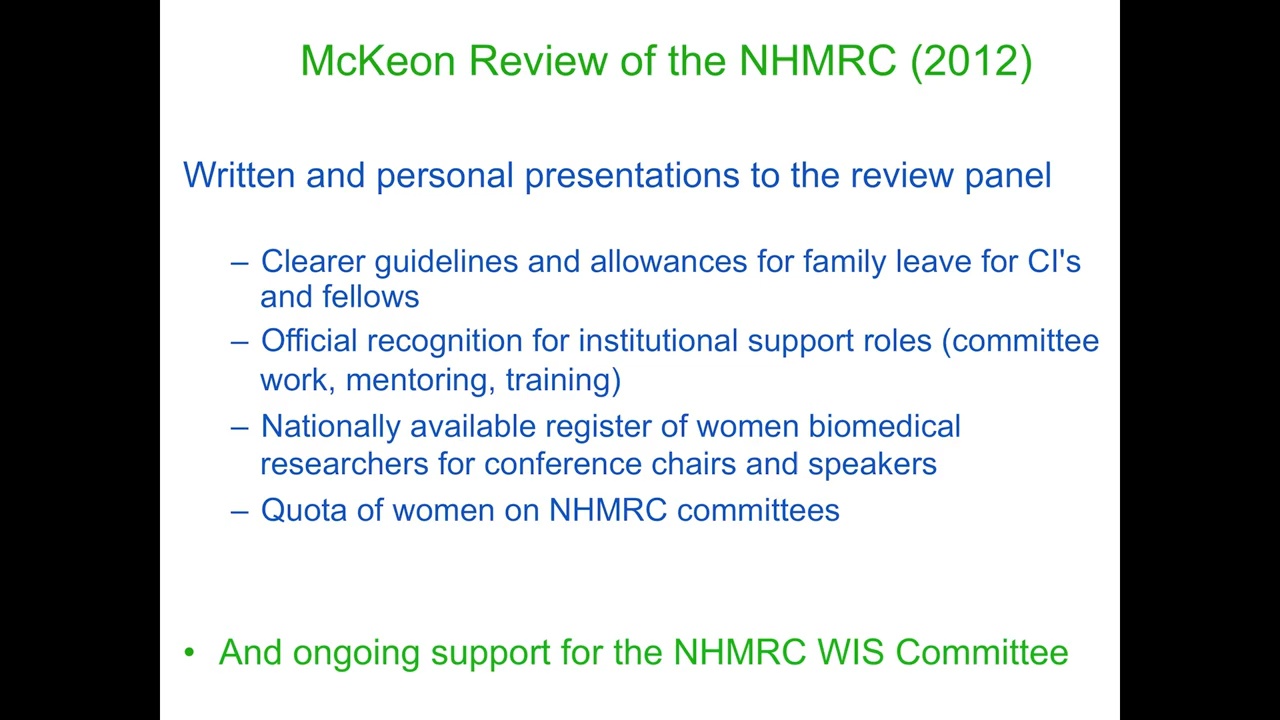 McKeon Review of the NHMRC (2012)
Written and personal presentations to the review panel
– Clearer guidelines and allowances for family leave for CI's
and fellows
– Official recognition for institutional support roles (committee
work, mentoring, training)
– Nationally available register of women biomedical
researchers for conference chairs and speakers
– Quota of women on NHMRC committees
• And ongoing support for the NHMRC WIS Committee